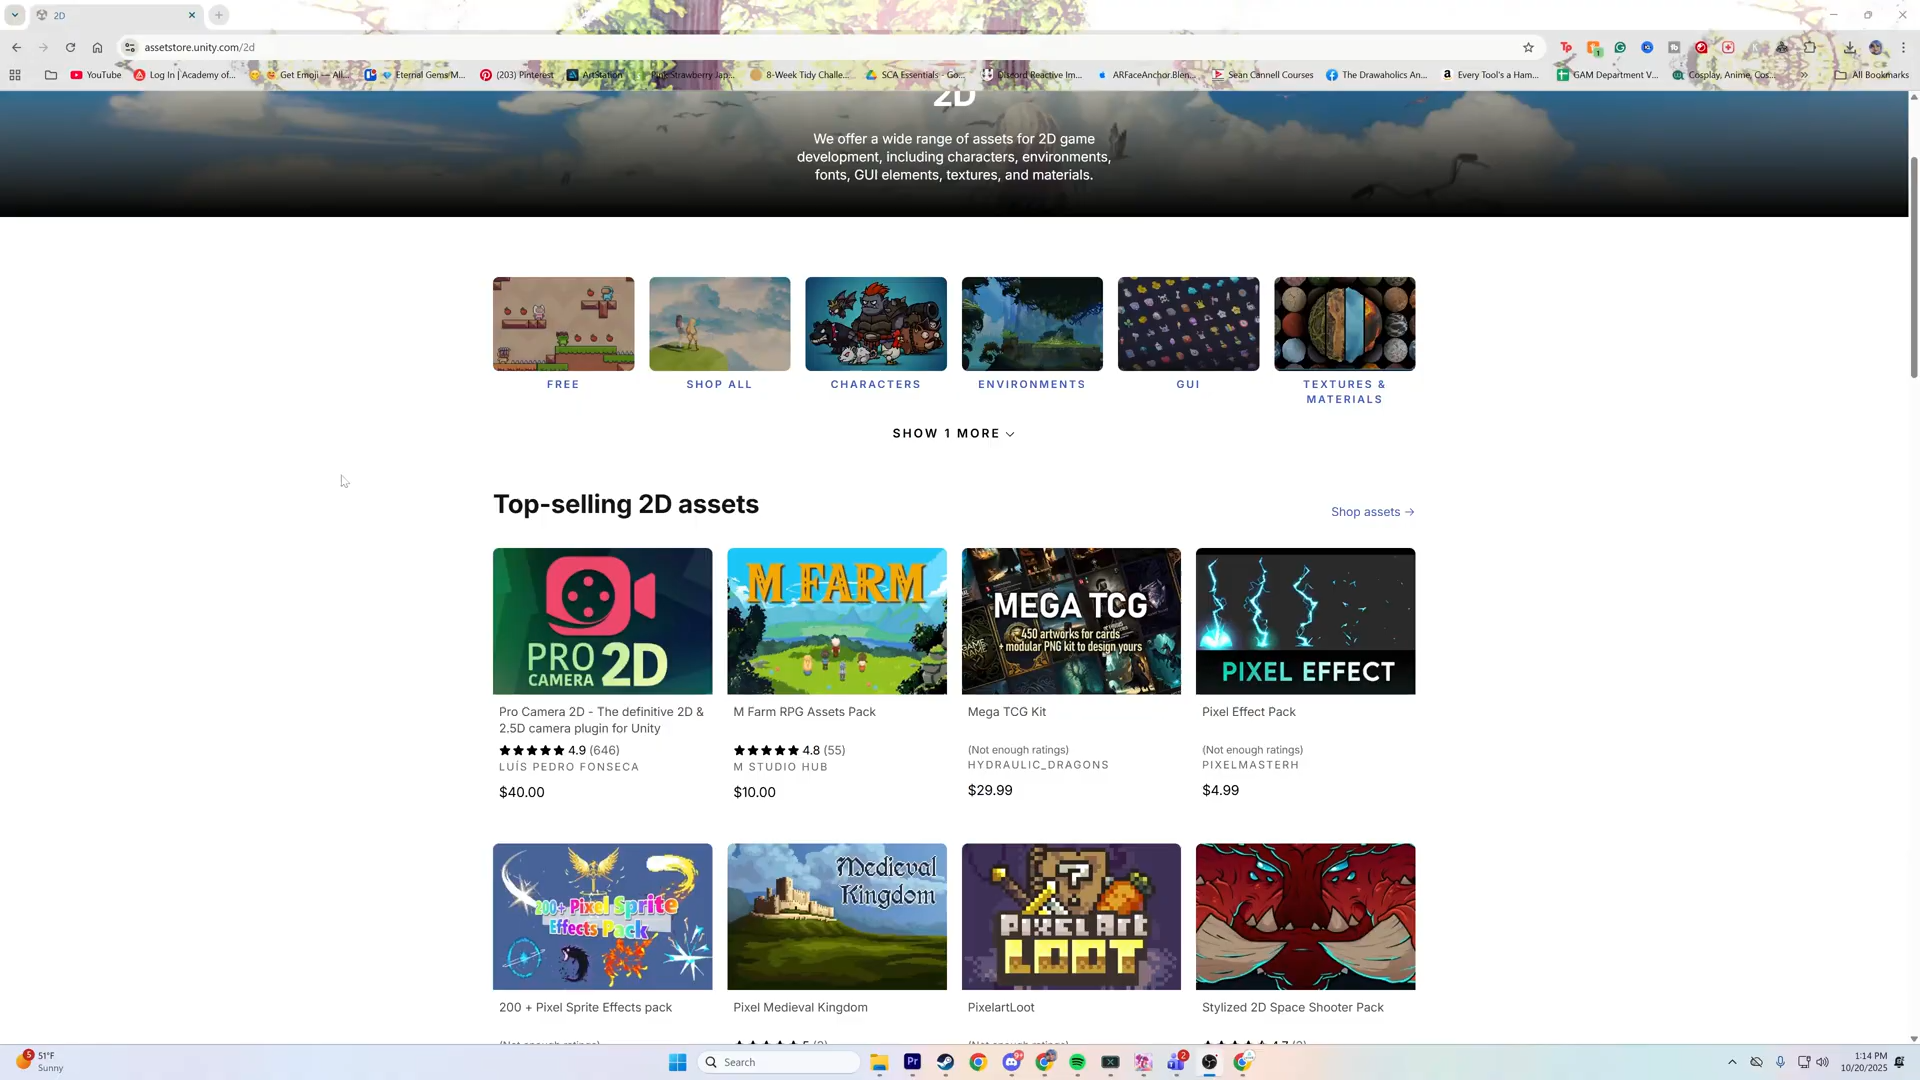 2D
assetstore.unity.com/2d
YouTube
Log In | Academy of...
Get Emoji — All...
Eternal Gems M...
(203) Pinterest
ArtStation
Pink Strawberry Jap...
8-Week Tidy Challe...
SCA Essentials - Go...
Discord Reactive Im...
ARFaceAnchor.Blen...
Sean Cannell Courses
The Drawaholics An...
Every Tool's a Ham...
GAM Department V...
Cosplay, Anime, Cos...
All Bookmarks
2D
We offer a wide range of assets for 2D game
development, including characters, environments,
fonts, GUI elements, textures, and materials.
FREE
SHOP ALL
CHARACTERS
ENVIRONMENTS
GUI
TEXTURES &
MATERIALS
SHOW 1 MORE
Top-selling 2D assets
Shop assets →
PRO
CAMERA 2D
M FARM
MEGA TCG
450 artworks for cards
+ modular PNG kit to design yours
PIXEL EFFECT
Pro Camera 2D - The definitive 2D &
2.5D camera plugin for Unity
4.9 (646)
LUÍS PEDRO FONSECA
$40.00
M Farm RPG Assets Pack
4.8 (55)
M STUDIO HUB
$10.00
Mega TCG Kit
(Not enough ratings)
HYDRAULIC_DRAGONS
$29.99
Pixel Effect Pack
(Not enough ratings)
PIXELMASTERH
$4.99
200+ Pixel Sprite
Effects Pack
Medieval
Kingdom
PIXEL ART
LOOT
200 + Pixel Sprite Effects pack
Pixel Medieval Kingdom
PixelartLoot
Stylized 2D Space Shooter Pack
51°F
Sunny
Search
1:14 PM
10/20/2025